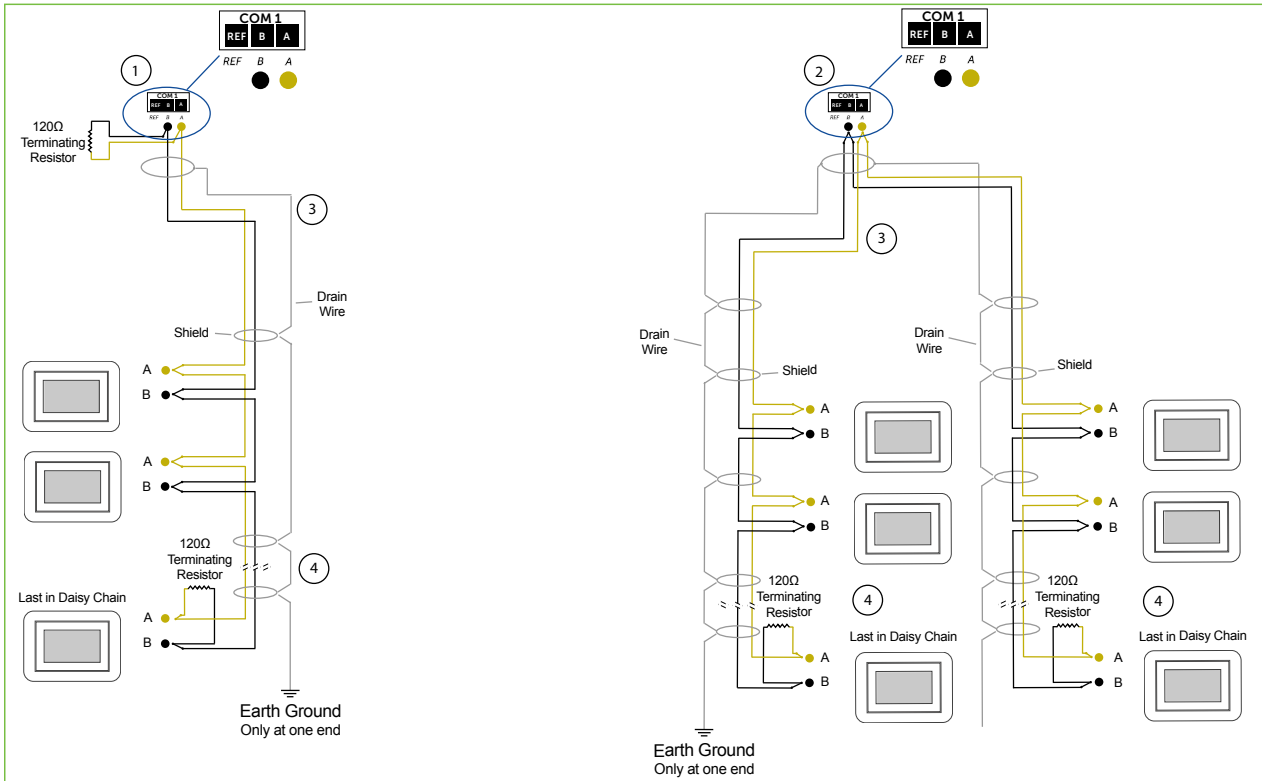 COM 1
REF B A
REF B A
1
COM 1
REF B A
REF B A
120Ω
Terminating
Resistor
3
Drain
Wire
Shield
A
B
A
B
120Ω
Terminating
Resistor
4
Last in Daisy Chain
A
B
Earth Ground
Only at one end
COM 1
REF B A
REF B A
2
COM 1
REF B A
REF B A
3
Drain
Wire
Shield
A
B
A
B
120Ω
Terminating
Resistor
4
Last in Daisy Chain
A
B
Earth Ground
Only at one end
Drain
Wire
Shield
A
B
A
B
120Ω
Terminating
Resistor
4
Last in Daisy Chain
A
B